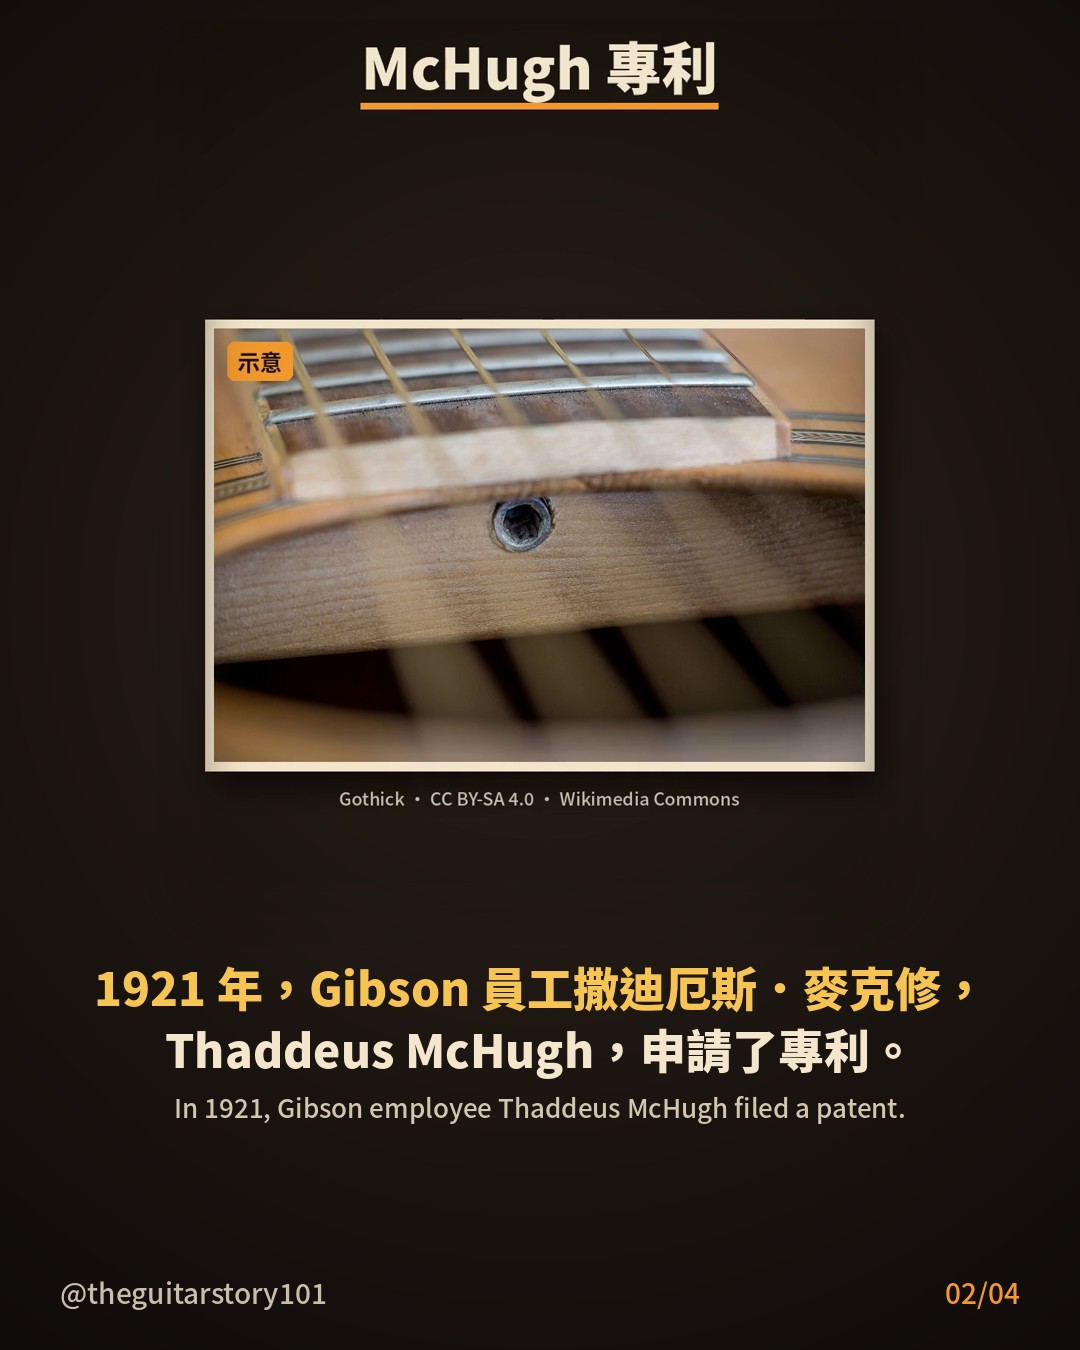 McHugh 專利
示意
Gothick • CC BY-SA 4.0 • Wikimedia Commons
1921 年，Gibson 員工撒迪厄斯·麥克修，
Thaddeus McHugh，申請了專利。
In 1921, Gibson employee Thaddeus McHugh filed a patent.
@theguitarstory101
02/04